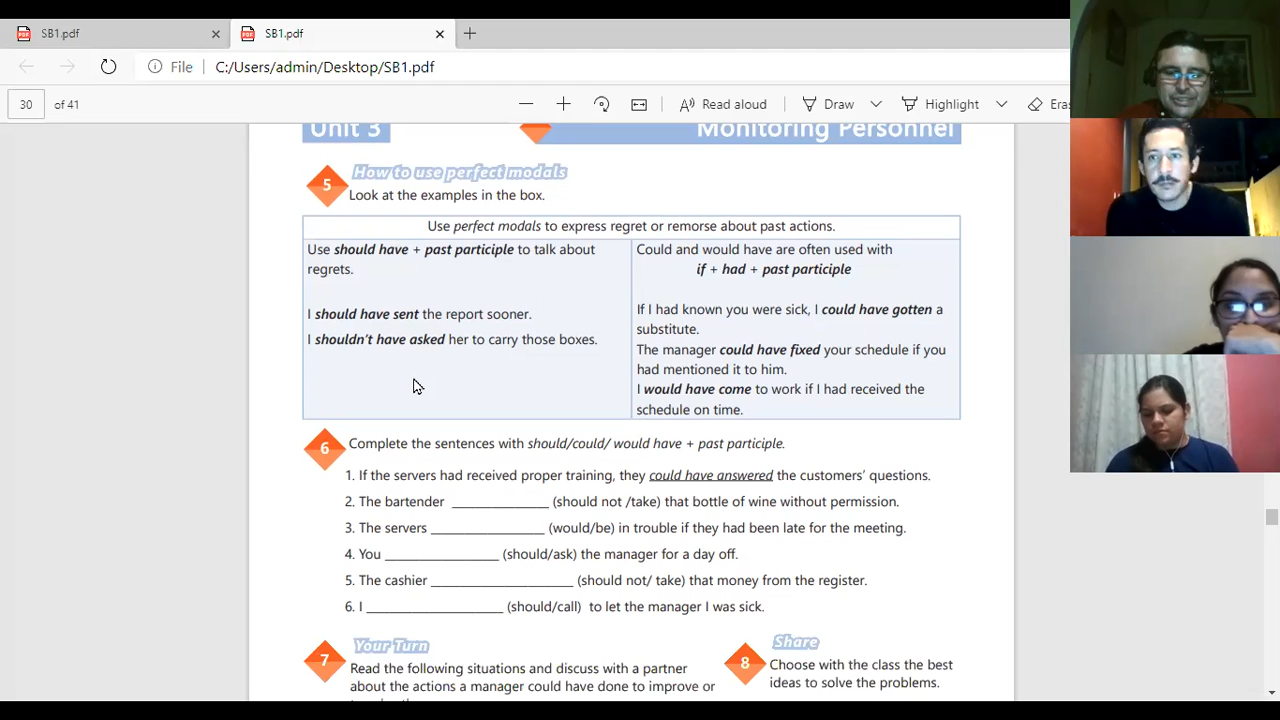 SB1.pdf
SB1.pdf
File C:/Users/admin/Desktop/SB1.pdf
30 of 41
Read aloud
Draw
Highlight
Eras
Unit 3
Monitoring Personnel
5
How to use perfect modals
Look at the examples in the box.
Use perfect modals to express regret or remorse about past actions.
Use should have + past participle to talk about
regrets.
I should have sent the report sooner.
I shouldn't have asked her to carry those boxes.
Could and would have are often used with
if + had + past participle
If I had known you were sick, I could have gotten a
substitute.
The manager could have fixed your schedule if you
had mentioned it to him.
I would have come to work if I had received the
schedule on time.
6
Complete the sentences with should/could/ would have + past participle.
1. If the servers had received proper training, they could have answered the customers' questions.
2. The bartender ________________ (should not /take) that bottle of wine without permission.
3. The servers ___________________ (would/be) in trouble if they had been late for the meeting.
4. You ___________________ (should/ask) the manager for a day off.
5. The cashier ________________________ (should not/ take) that money from the register.
6. I _______________________ (should/call) to let the manager I was sick.
7
Your Turn
Read the following situations and discuss with a partner
about the actions a manager could have done to improve or
8
Share
Choose with the class the best
ideas to solve the problems.